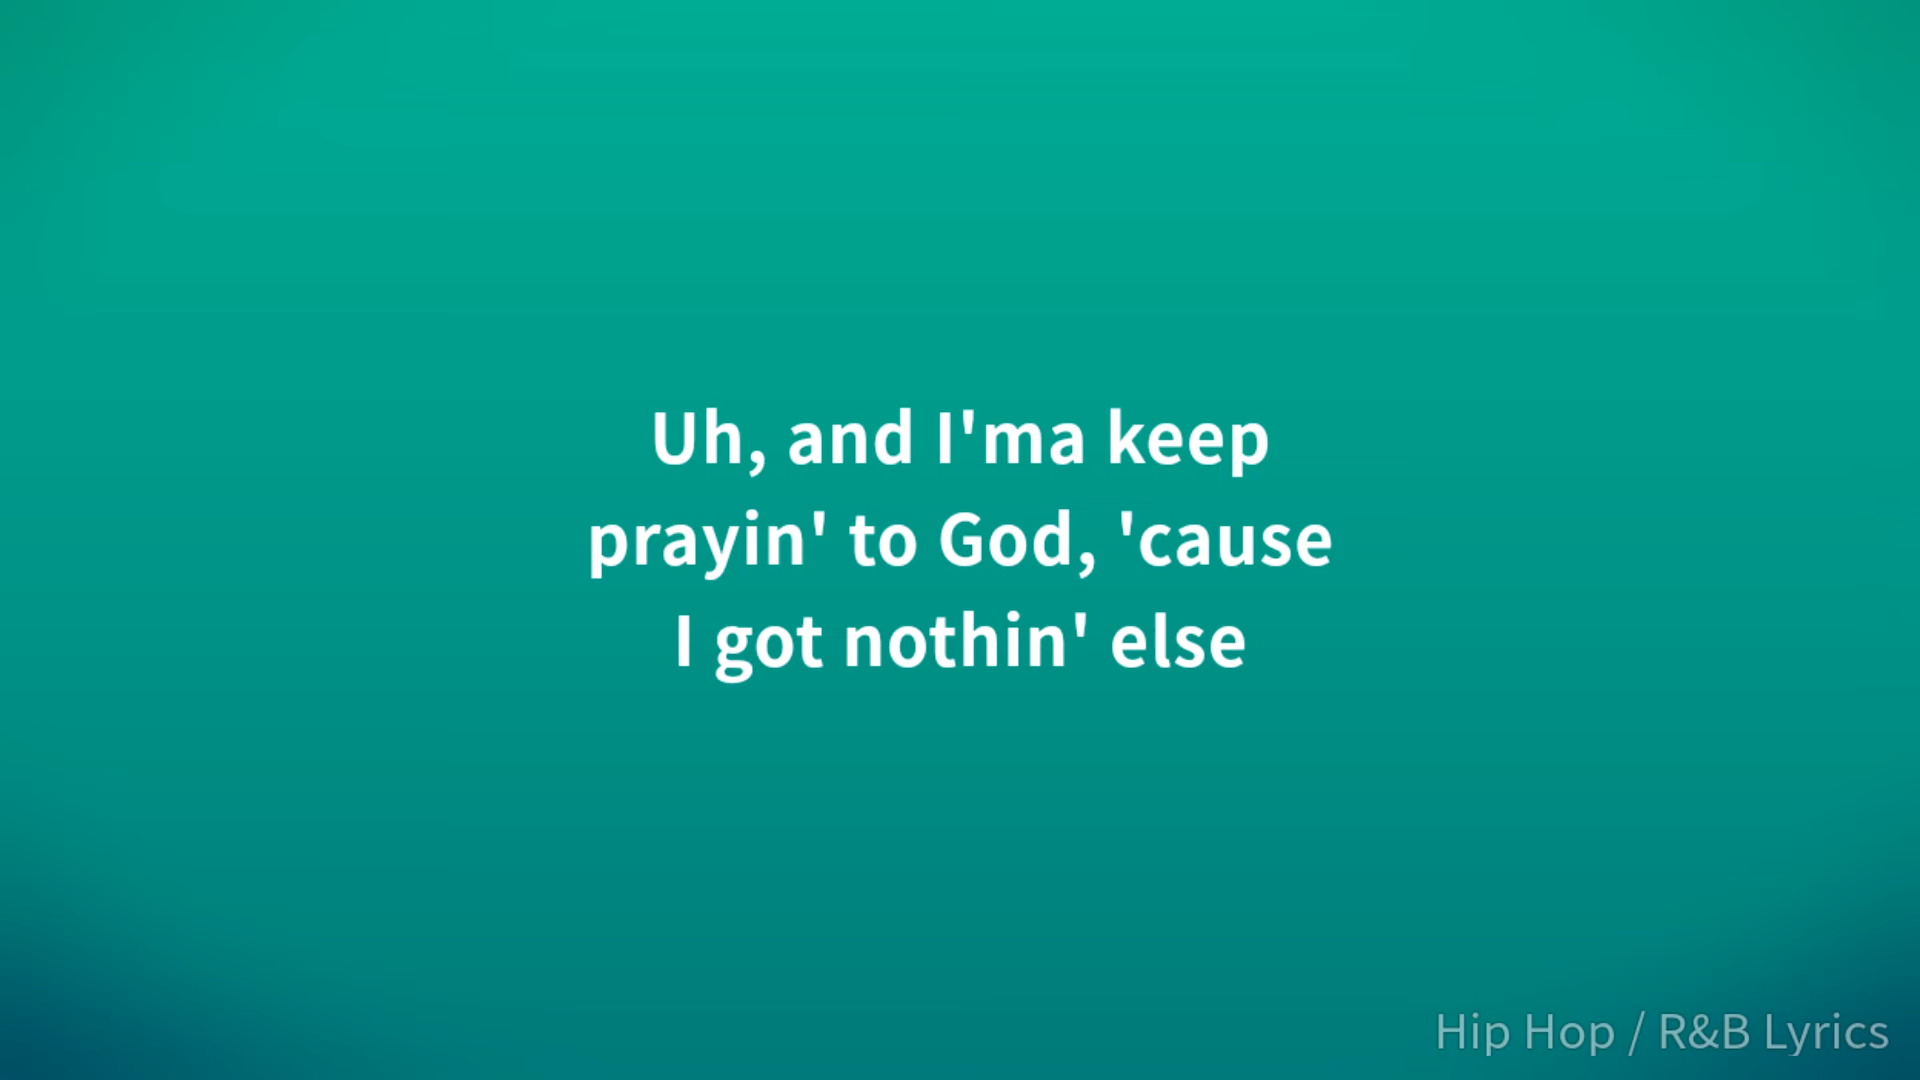 Uh, and I'ma keep
prayin' to God, 'cause
I got nothin' else
Hip Hop / R&B Lyrics